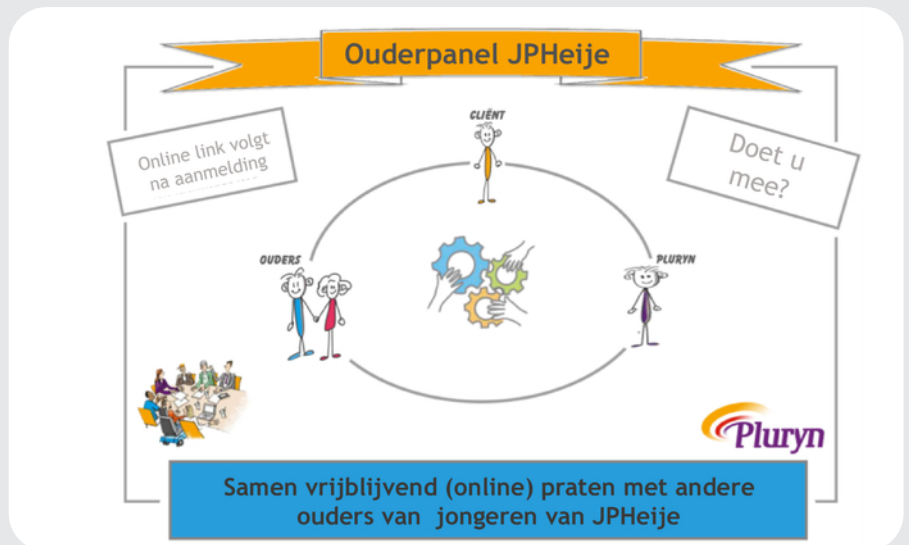 Ouderpanel JPHeije
CLIËNT
Online link volgt
na aanmelding
Doet u
mee?
OUDERS
PLURYN
Pluryn
Samen vrijblijvend (online) praten met andere
ouders van jongeren van JPHeije